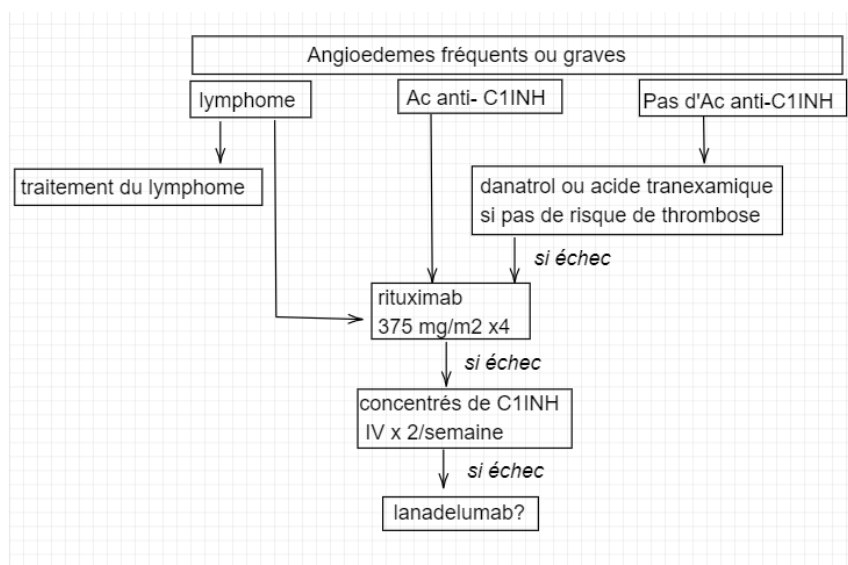 Angioedemes fréquents ou graves
lymphome
Ac anti- C1INH
Pas d'Ac anti-C1INH
traitement du lymphome
danatrol ou acide tranexamique
si pas de risque de thrombose
si échec
rituximab
375 mg/m2 x4
si échec
concentrés de C1INH
IV x 2/semaine
si échec
lanadelumab?